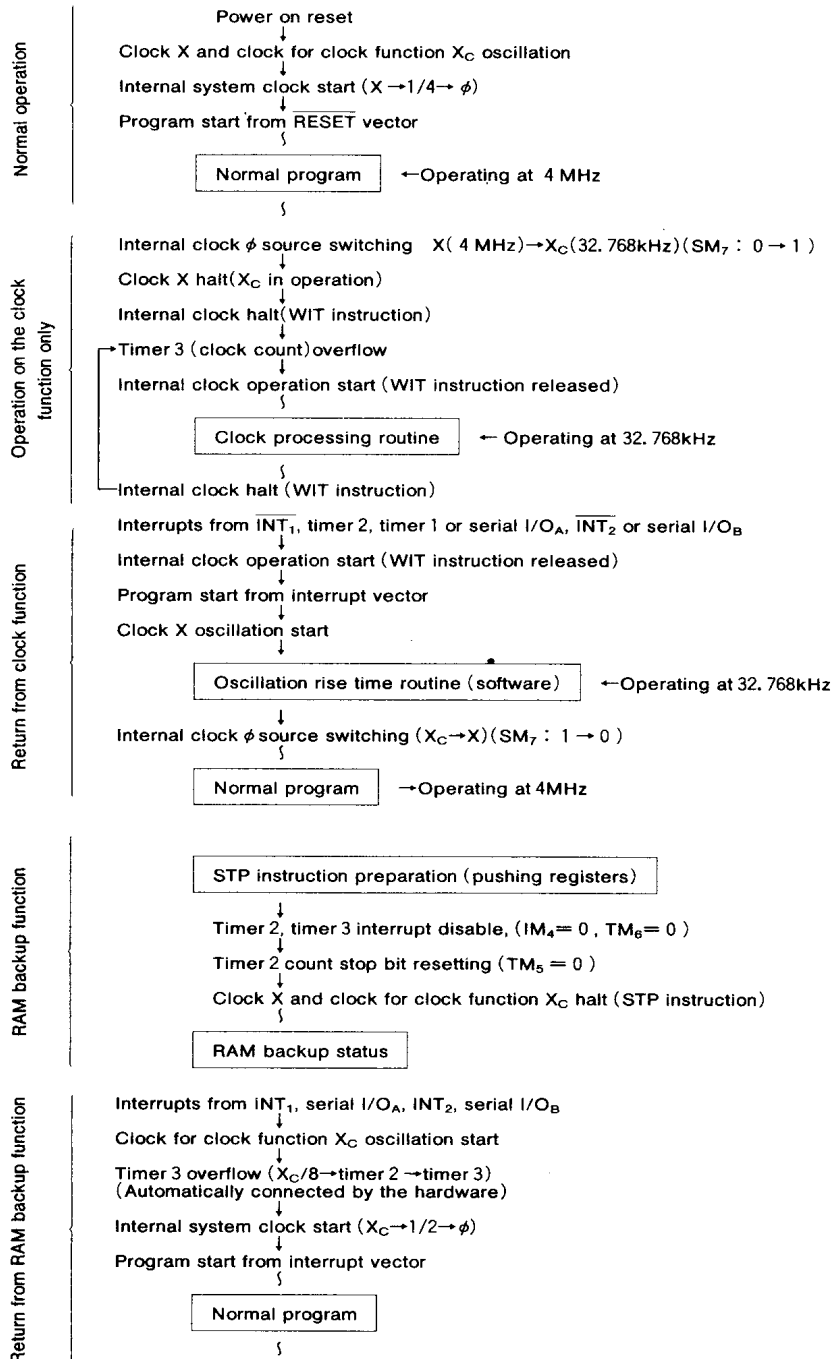 Normal operation
Power on reset
↓
Clock X and clock for clock function X_C oscillation
↓
Internal system clock start (X→1/4→ φ)
↓
Program start from R̅E̅S̅E̅T̅ vector
Normal program ←Operating at 4 MHz
Operation on the clock function only
Internal clock φ source switching X( 4 MHz)→X_C(32.768kHz)(SM₇ : 0→ 1 )
↓
Clock X halt(X_C in operation)
↓
Internal clock halt(WIT instruction)
↓
Timer 3 (clock count)overflow
↓
Internal clock operation start (WIT instruction released)
Clock processing routine ← Operating at 32.768kHz
Internal clock halt (WIT instruction)
Return from clock function
Interrupts from I̅N̅T̅₁, timer 2, timer 1 or serial I/O_A, I̅N̅T̅₂ or serial I/O_B
↓
Internal clock operation start (WIT instruction released)
↓
Program start from interrupt vector
↓
Clock X oscillation start
↓
Oscillation rise time routine (software) ←Operating at 32.768kHz
↓
Internal clock φ source switching (X_C→X)(SM₇ : 1 → 0 )
Normal program →Operating at 4MHz
RAM backup function
STP instruction preparation (pushing registers)
↓
Timer 2, timer 3 interrupt disable, (IM₄= 0 , TM₆= 0 )
↓
Timer 2 count stop bit resetting (TM₅ = 0 )
↓
Clock X and clock for clock function X_C halt (STP instruction)
RAM backup status
Return from RAM backup function
Interrupts from INT₁, serial I/O_A, INT₂, serial I/O_B
↓
Clock for clock function X_C oscillation start
↓
Timer 3 overflow (X_C/8→timer 2→timer 3)
(Automatically connected by the hardware)
↓
Internal system clock start (X_C→1/2→φ)
↓
Program start from interrupt vector
Normal program